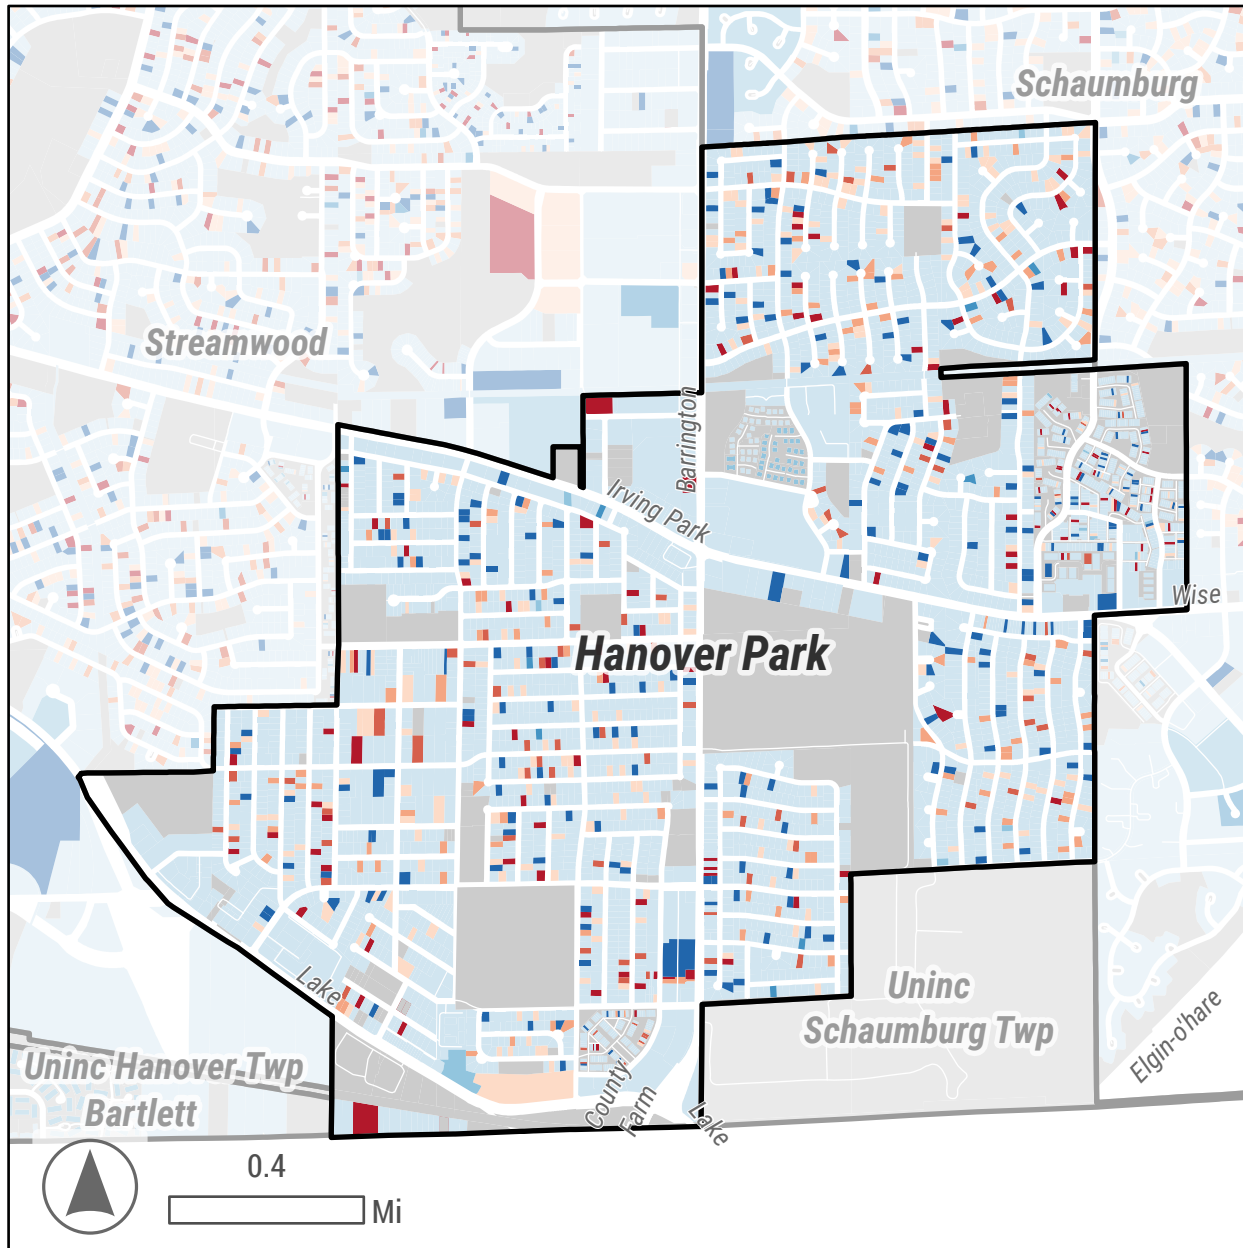 Schaumburg
Streamwood
Barrington
Irving Park
Wise
Hanover Park
Lake
Uninc
Schaumburg Twp
Elgin-o'hare
Uninc Hanover Twp
Bartlett
County
Farm
Lake
0.4
Mi